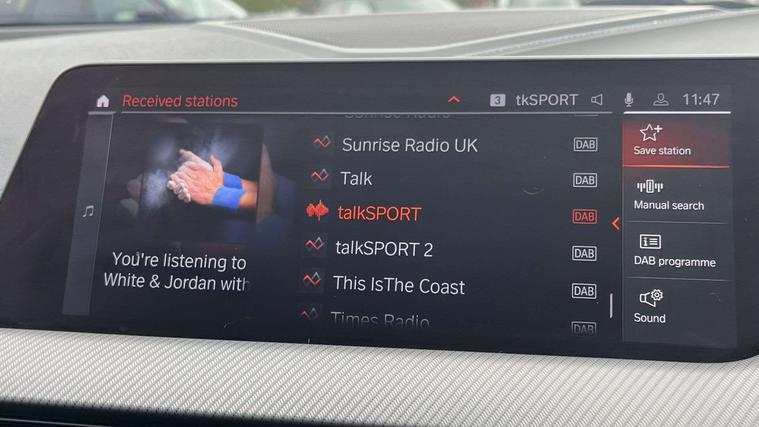 Received stations
3 tkSPORT 11:47
Sunrise Radio
Sunrise Radio UK DAB
Talk DAB
talkSPORT DAB
talkSPORT 2 DAB
This IsThe Coast DAB
Times Radio DAB
You're listening to
White & Jordan with
Save station
Manual search
DAB programme
Sound